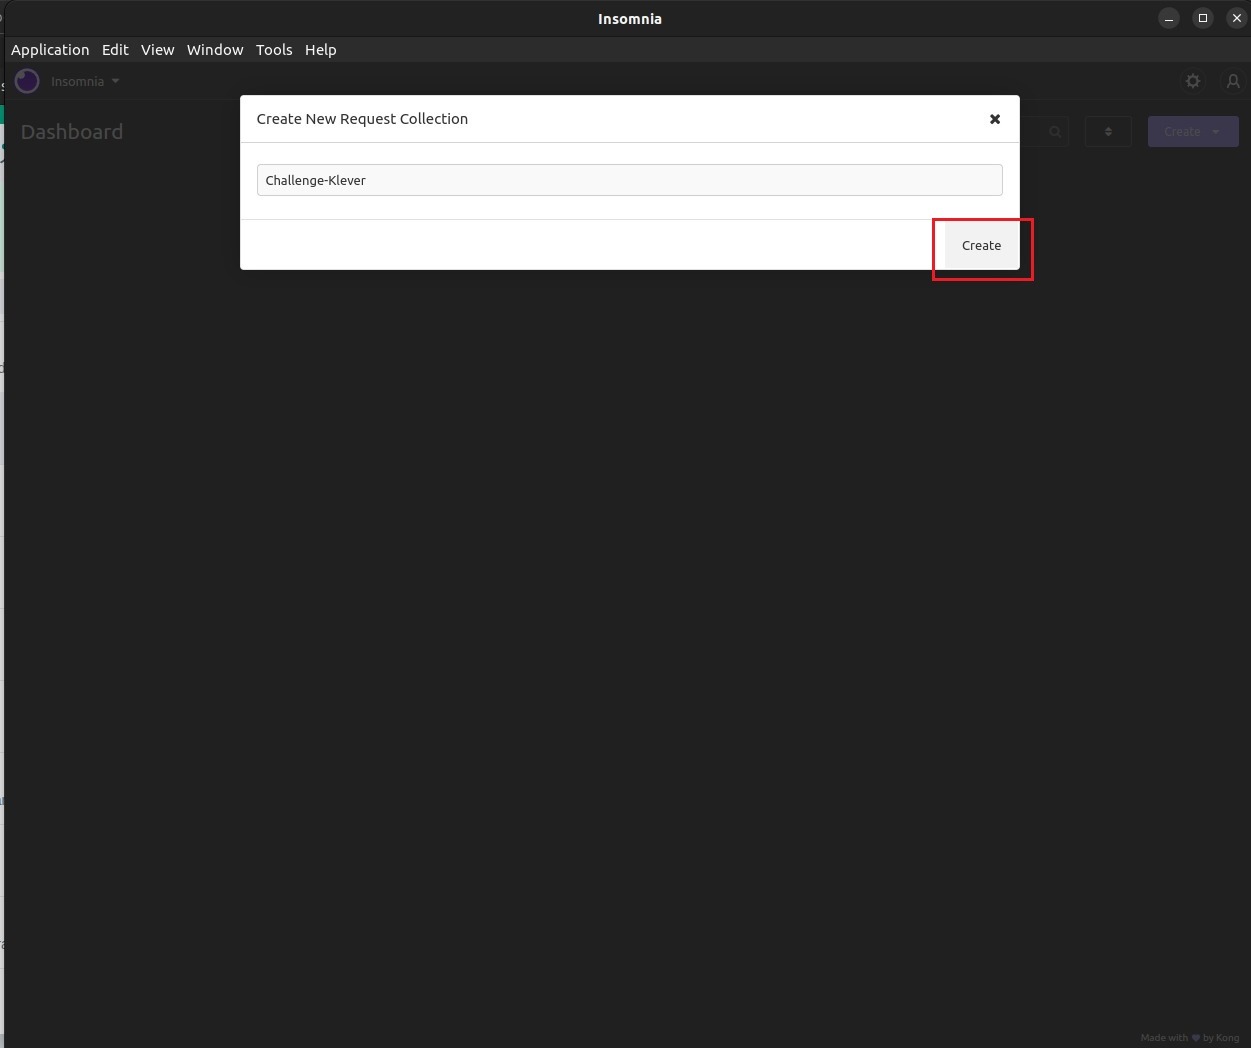 Insomnia
Application Edit View Window Tools Help
Insomnia
Dashboard
Create
Create New Request Collection
Challenge-Klever
Create
Made with by Kong